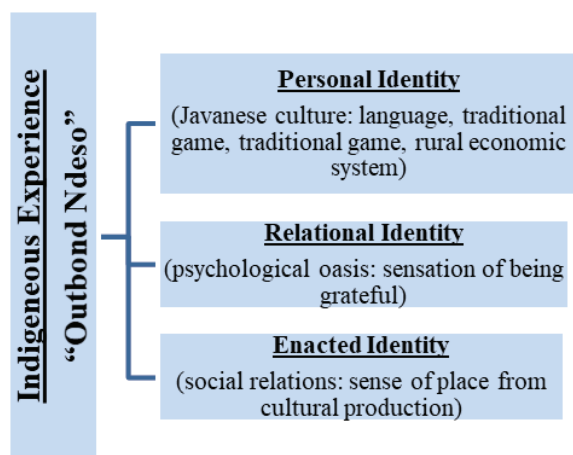 Indigeneous Experience
“Outbond Ndeso”
Personal Identity
(Javanese culture: language, traditional
game, traditional game, rural economic
system)
Relational Identity
(psychological oasis: sensation of being
grateful)
Enacted Identity
(social relations: sense of place from
cultural production)